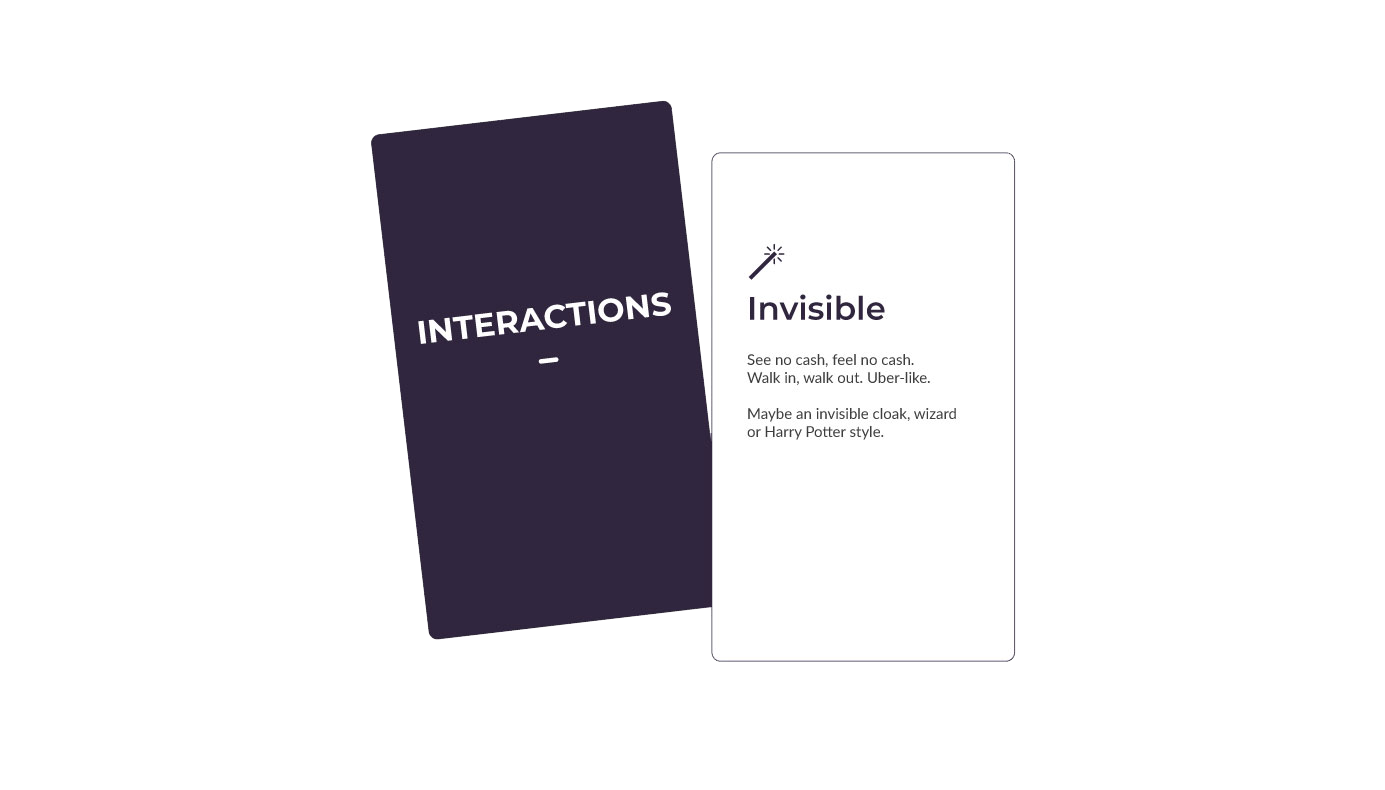 INTERACTIONS
Invisible
See no cash, feel no cash.
Walk in, walk out. Uber-like.
Maybe an invisible cloak, wizard
or Harry Potter style.